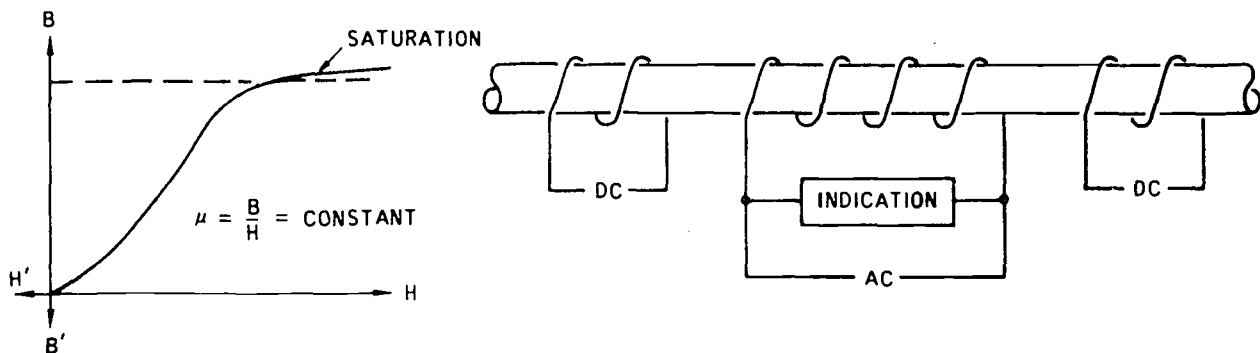 B
SATURATION
μ = B/H = CONSTANT
H'
H
B'
DC
INDICATION
DC
AC